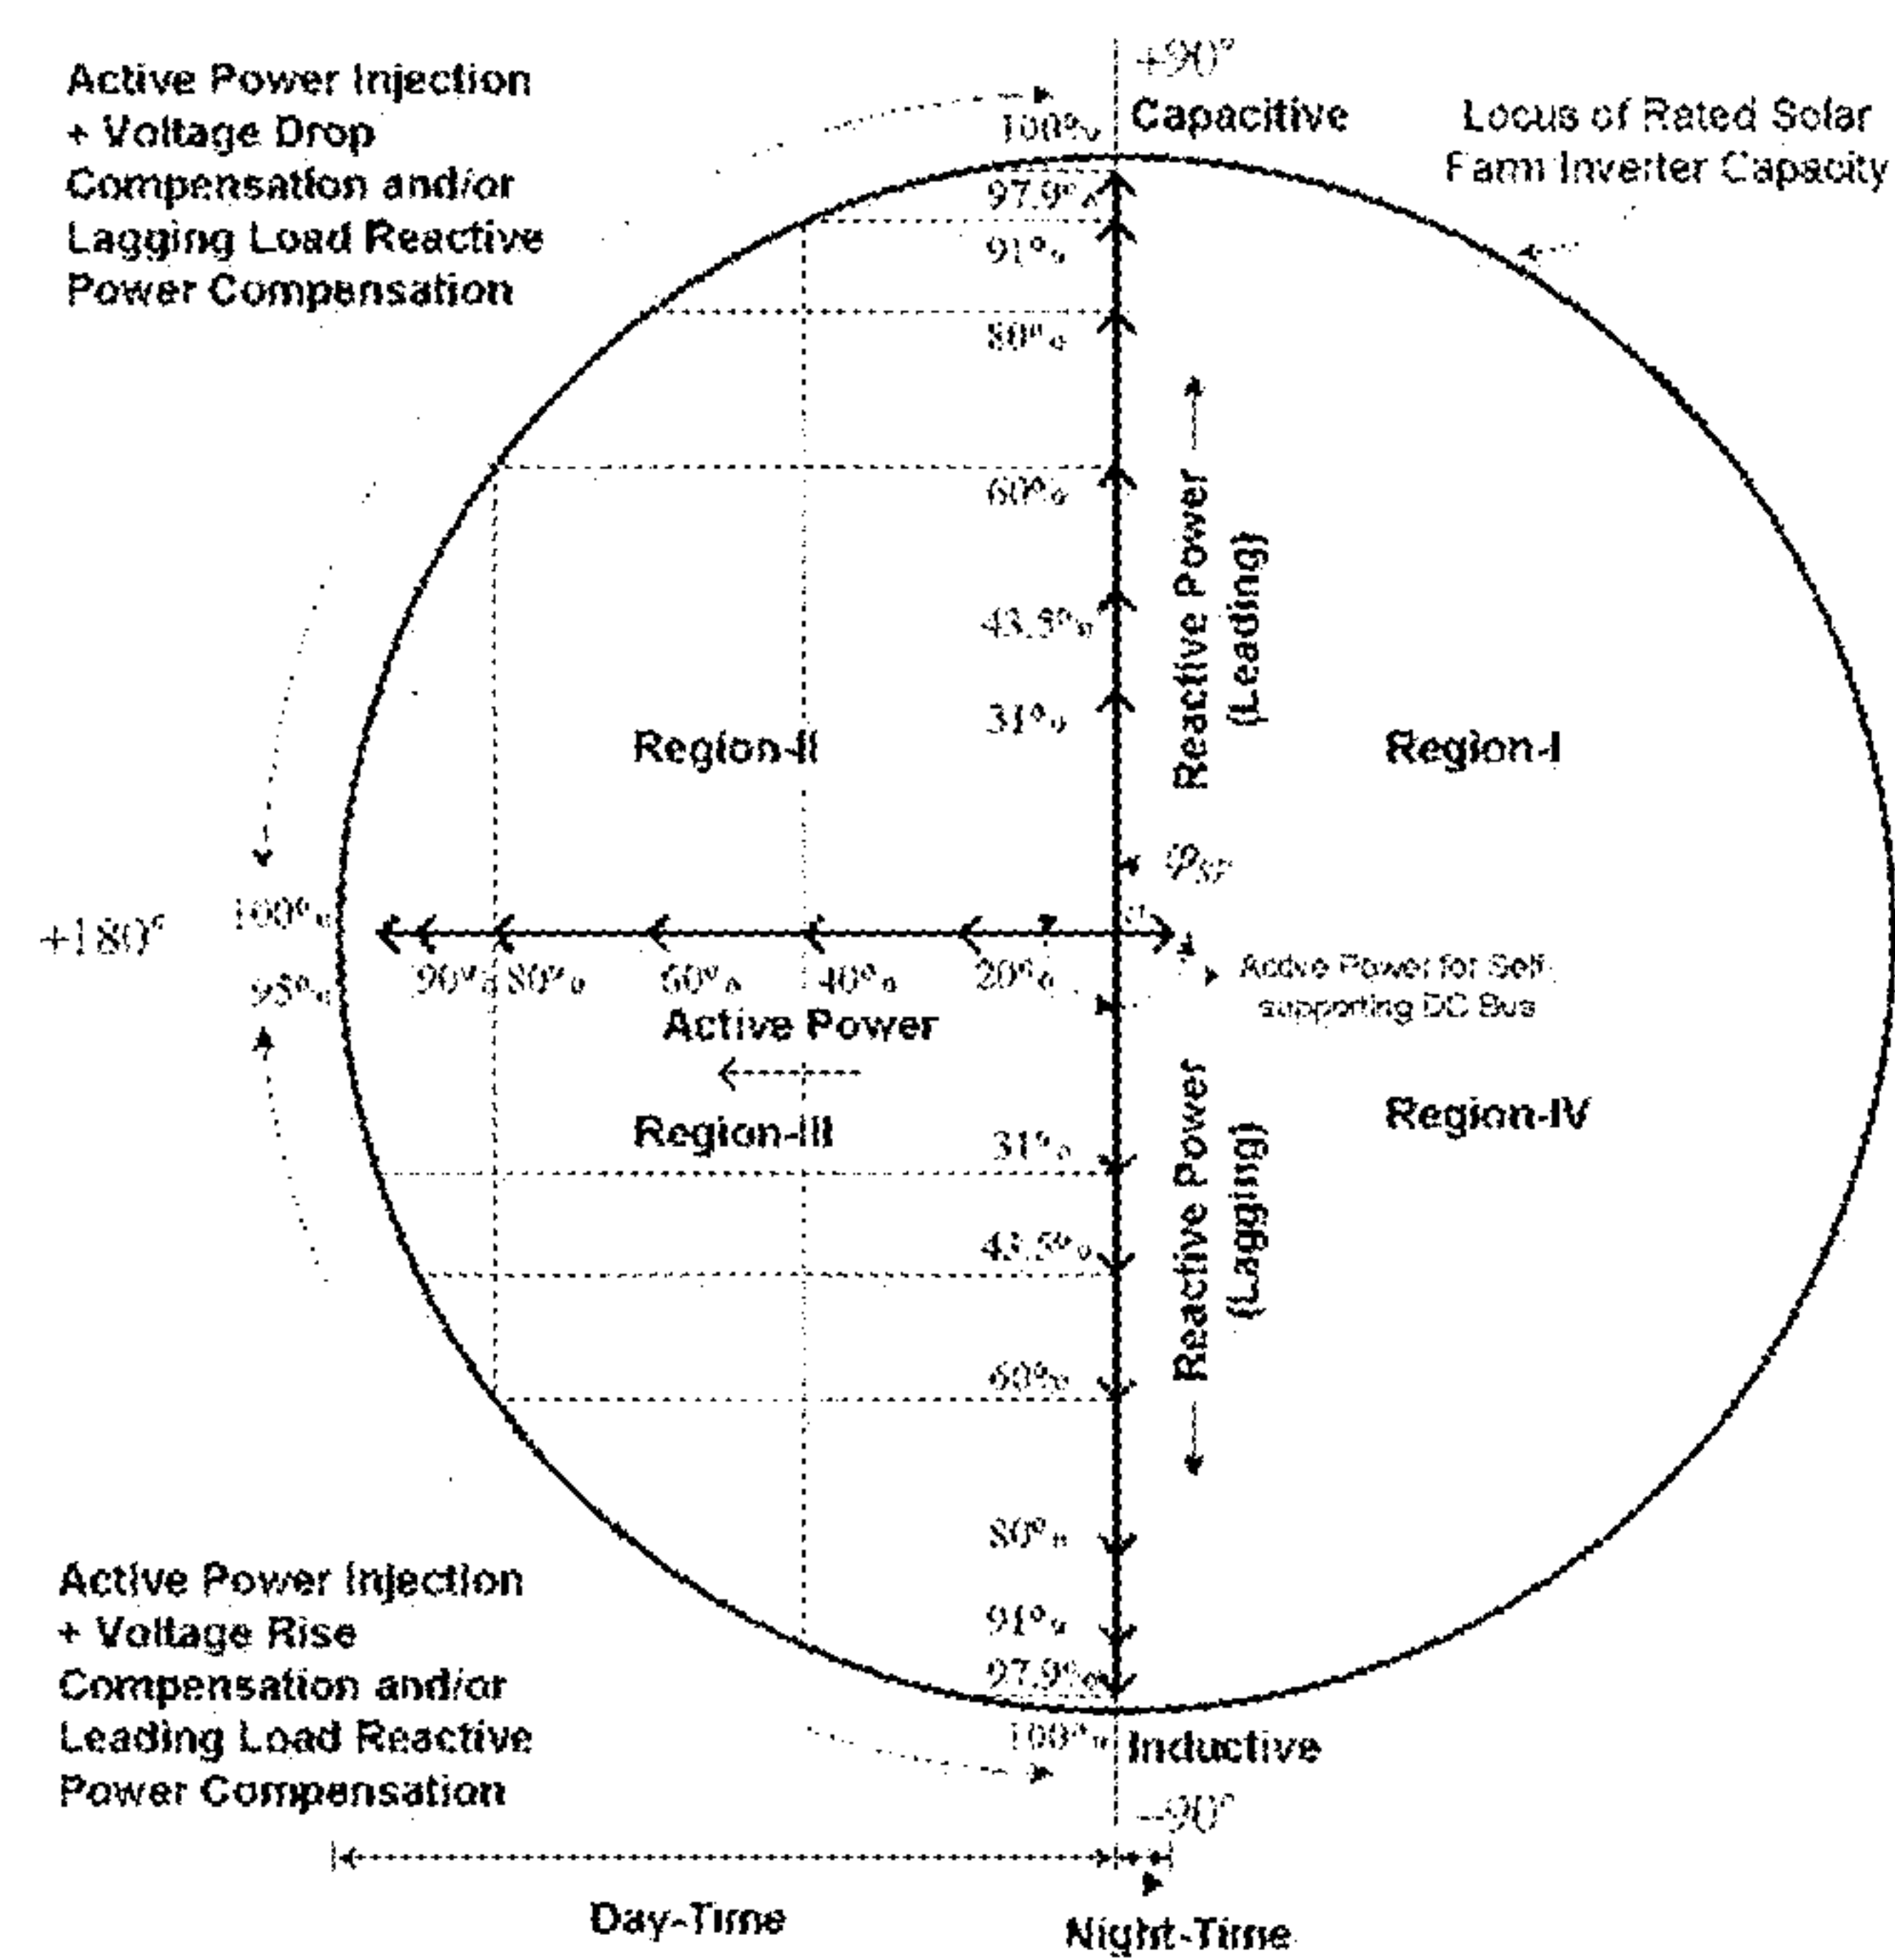 Active Power Injection
+ Voltage Drop
Compensation and/or
Lagging Load Reactive
Power Compensation
+90°
Capacitive
Locus of Rated Solar
Farm Inverter Capacity
100%
97.9%
91%
80%
60%
43.5%
31%
Reactive Power
(Leading)
Region-II
Region-I
+180°
100%
95%
90%
80%
60%
40%
20%
Active Power
Active Power for Self
supporting DC Bus
Region-III
Region-IV
Reactive Power
(Lagging)
31%
43.5%
60%
80%
91%
97.9%
100%
Inductive
-90°
Active Power Injection
+ Voltage Rise
Compensation and/or
Leading Load Reactive
Power Compensation
Day-Time
Night-Time